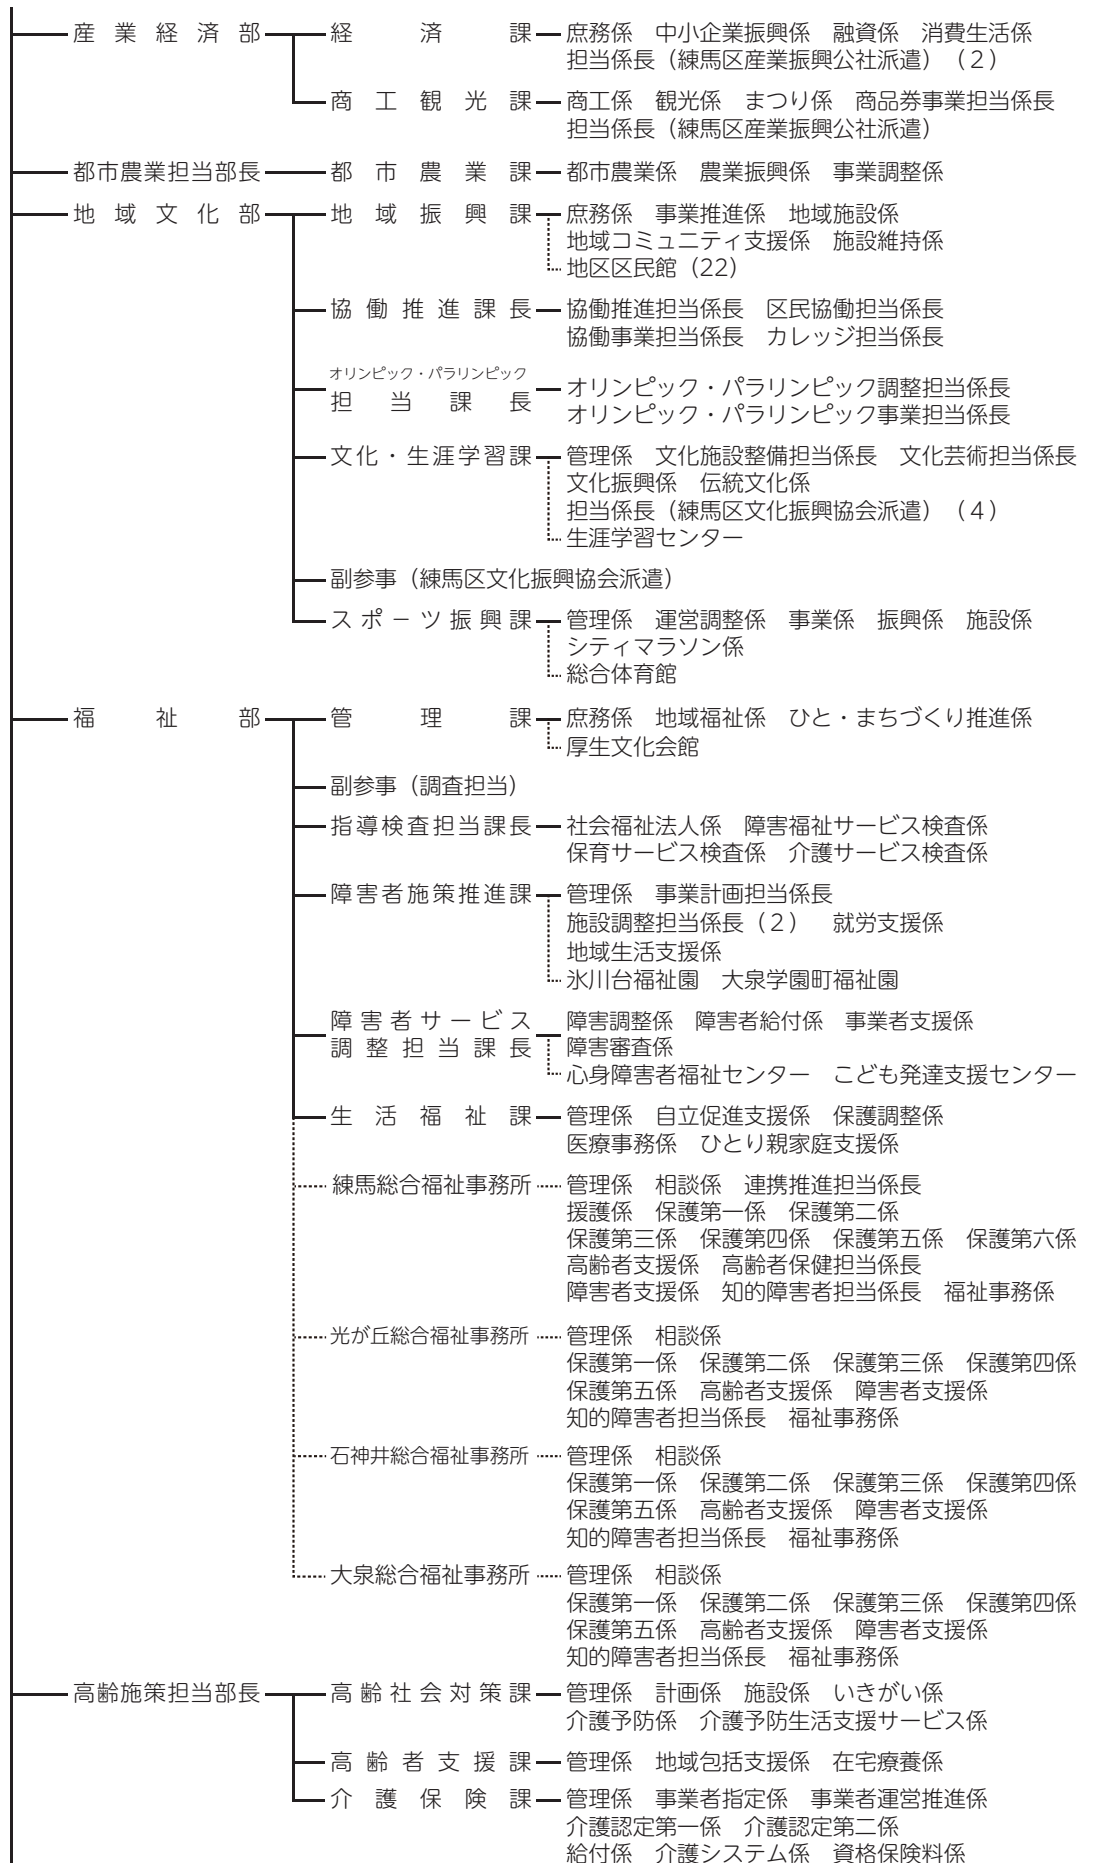 産業経済部 経済課 庶務係 中小企業振興係 融資係 消費生活係
担当係長（練馬区産業振興公社派遣）（２）
商工観光課 商工係 観光係 まつり係 商品券事業担当係長
担当係長（練馬区産業振興公社派遣）
都市農業担当部長 都市農業課 都市農業係 農業振興係 事業調整係
地域文化部 地域振興課 庶務係 事業推進係 地域施設係
地域コミュニティ支援係 施設維持係
地区区民館（22）
協働推進課長 協働推進担当係長 区民協働担当係長
協働事業担当係長 カレッジ担当係長
オリンピック・パラリンピック
担当課長 オリンピック・パラリンピック調整担当係長
オリンピック・パラリンピック事業担当係長
文化・生涯学習課 管理係 文化施設整備担当係長 文化芸術担当係長
文化振興係 伝統文化係
担当係長（練馬区文化振興協会派遣）（４）
生涯学習センター
副参事（練馬区文化振興協会派遣）
スポーツ振興課 管理係 運営調整係 事業係 振興係 施設係
シティマラソン係
総合体育館
福祉部 管理課 庶務係 地域福祉係 ひと・まちづくり推進係
厚生文化会館
副参事（調査担当）
指導検査担当課長 社会福祉法人係 障害福祉サービス検査係
保育サービス検査係 介護サービス検査係
障害者施策推進課 管理係 事業計画担当係長
施設調整担当係長（２） 就労支援係
地域生活支援係
氷川台福祉園 大泉学園町福祉園
障害者サービス 障害調整係 障害者給付係 事業者支援係
調整担当課長 障害審査係
心身障害者福祉センター こども発達支援センター
生活福祉課 管理係 自立促進支援係 保護調整係
医療事務係 ひとり親家庭支援係
練馬総合福祉事務所 管理係 相談係 連携推進担当係長
援護係 保護第一係 保護第二係
保護第三係 保護第四係 保護第五係 保護第六係
高齢者支援係 高齢者保健担当係長
障害者支援係 知的障害者担当係長 福祉事務係
光が丘総合福祉事務所 管理係 相談係
保護第一係 保護第二係 保護第三係 保護第四係
保護第五係 高齢者支援係 障害者支援係
知的障害者担当係長 福祉事務係
石神井総合福祉事務所 管理係 相談係
保護第一係 保護第二係 保護第三係 保護第四係
保護第五係 高齢者支援係 障害者支援係
知的障害者担当係長 福祉事務係
大泉総合福祉事務所 管理係 相談係
保護第一係 保護第二係 保護第三係 保護第四係
保護第五係 高齢者支援係 障害者支援係
知的障害者担当係長 福祉事務係
高齢施策担当部長 高齢社会対策課 管理係 計画係 施設係 いきがい係
介護予防係 介護予防生活支援サービス係
高齢者支援課 管理係 地域包括支援係 在宅療養係
介護保険課 管理係 事業者指定係 事業者運営推進係
介護認定第一係 介護認定第二係
給付係 介護システム係 資格保険料係